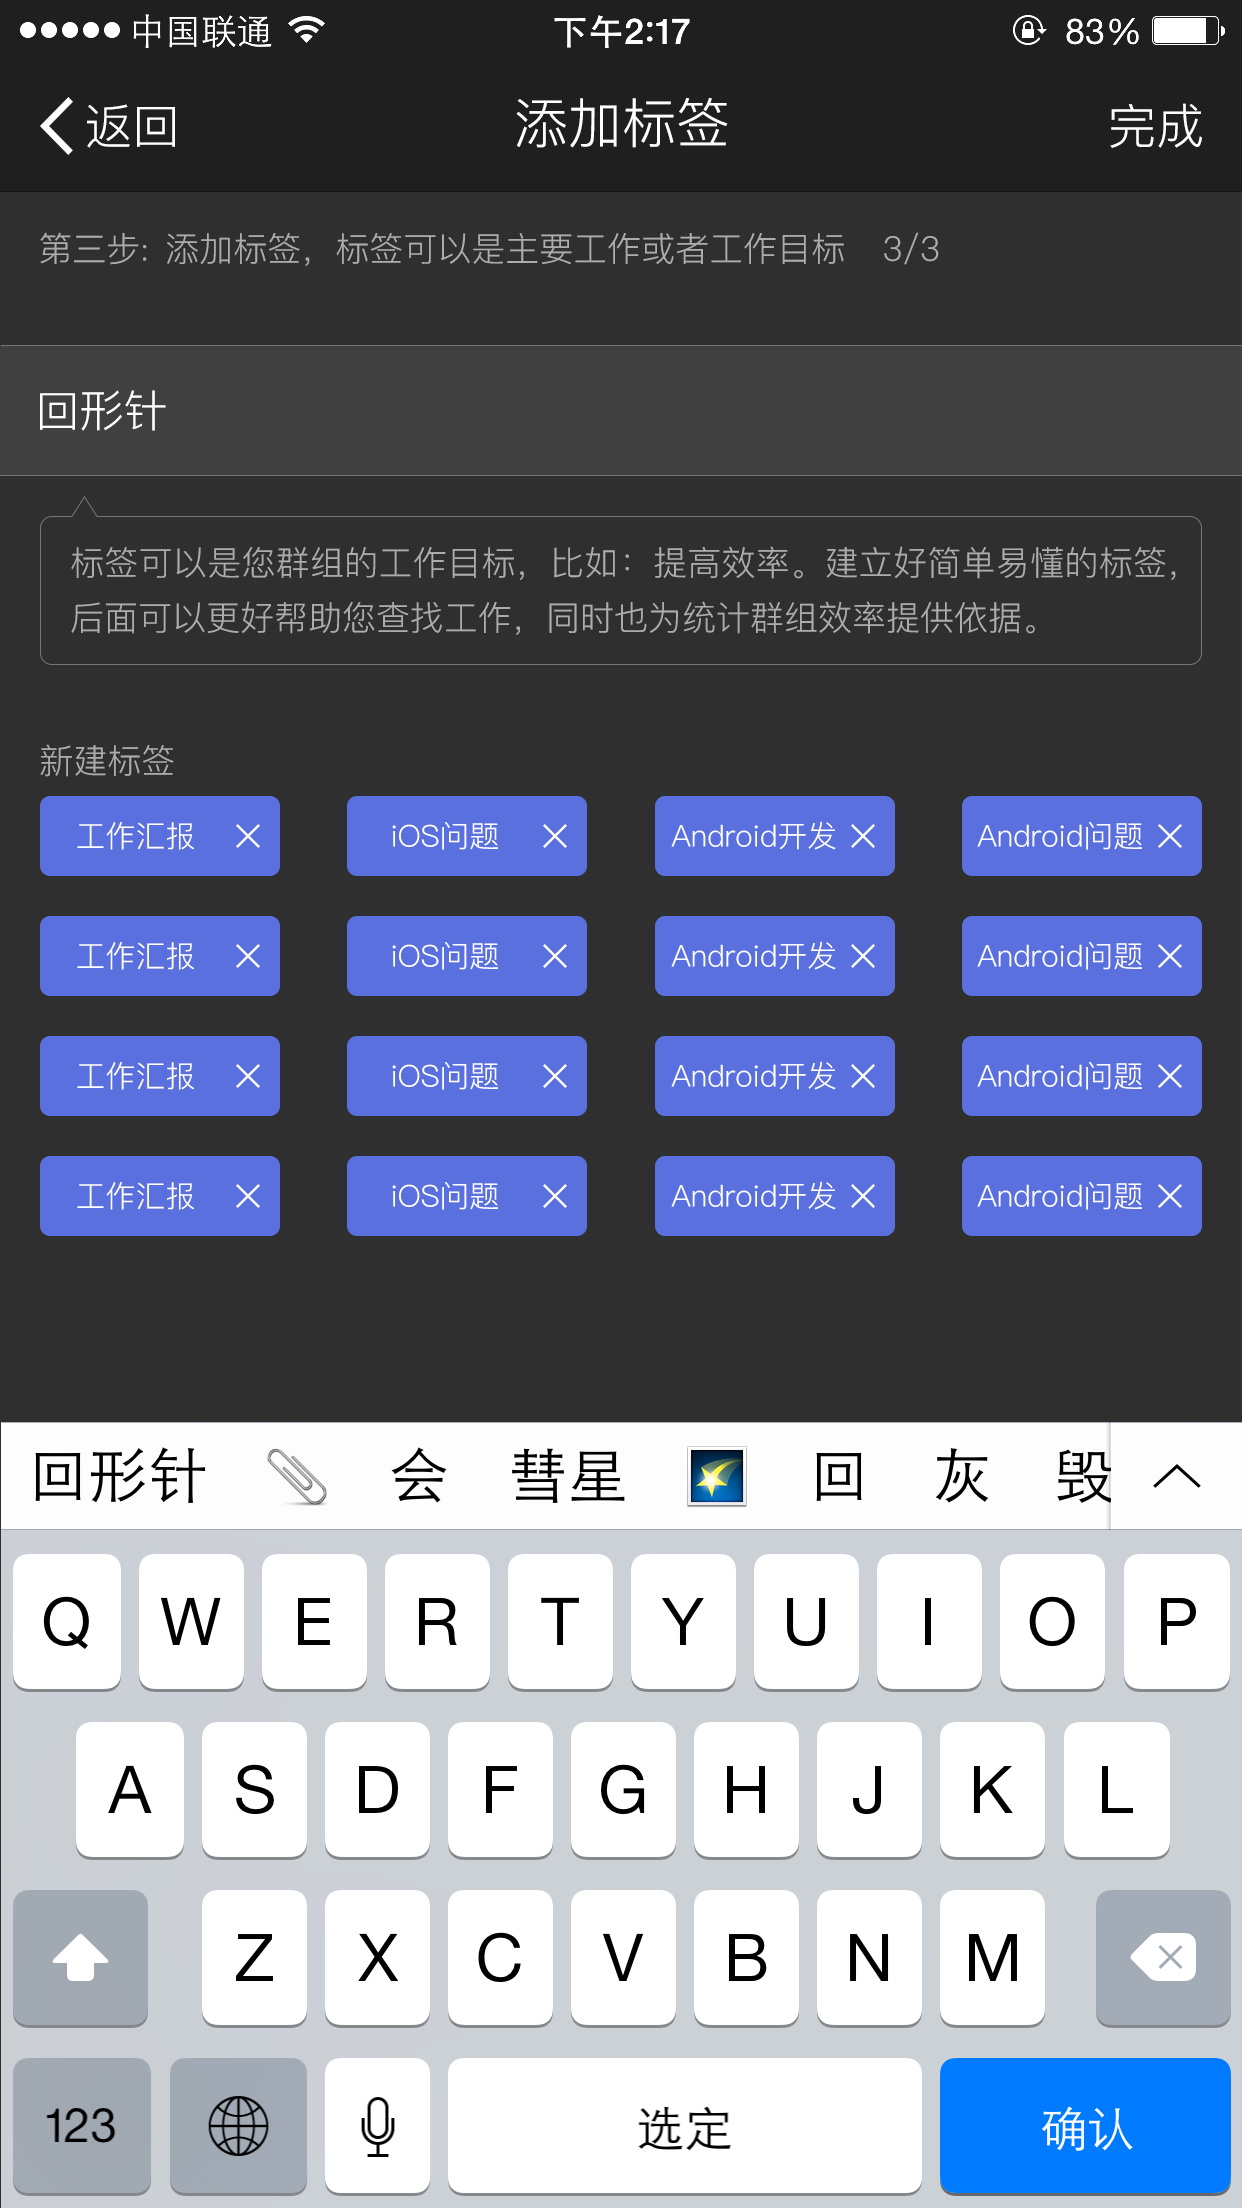 中国联通 下午2:17 83%
返回 添加标签 完成
第三步: 添加标签，标签可以是主要工作或者工作目标 3/3
回形针
标签可以是您群组的工作目标，比如：提高效率。建立好简单易懂的标签，
后面可以更好帮助您查找工作，同时也为统计群组效率提供依据。
新建标签
工作汇报 iOS问题 Android开发 Android问题
工作汇报 iOS问题 Android开发 Android问题
工作汇报 iOS问题 Android开发 Android问题
工作汇报 iOS问题 Android开发 Android问题
回形针 会 彗星 回 灰 毁
Q W E R T Y U I O P
A S D F G H J K L
Z X C V B N M
123 选定 确认